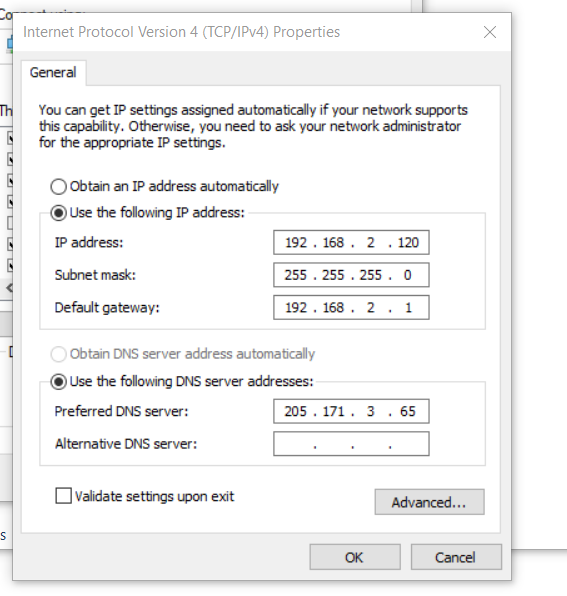 Connect using:
Internet Protocol Version 4 (TCP/IPv4) Properties
General
You can get IP settings assigned automatically if your network supports
this capability. Otherwise, you need to ask your network administrator
for the appropriate IP settings.
Obtain an IP address automatically
Use the following IP address:
IP address: 192 . 168 . 2 . 120
Subnet mask: 255 . 255 . 255 . 0
Default gateway: 192 . 168 . 2 . 1
Obtain DNS server address automatically
Use the following DNS server addresses:
Preferred DNS server: 205 . 171 . 3 . 65
Alternative DNS server: . . .
Validate settings upon exit
Advanced...
OK Cancel